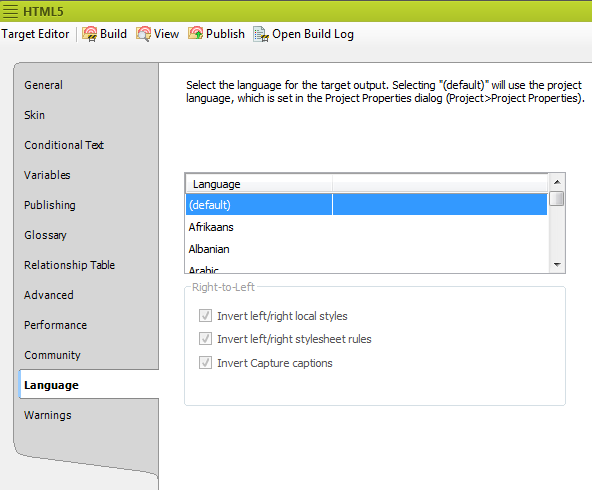 HTML5
Target Editor Build View Publish Open Build Log
General
Skin
Conditional Text
Variables
Publishing
Glossary
Relationship Table
Advanced
Performance
Community
Language
Warnings
Select the language for the target output. Selecting "(default)" will use the project
language, which is set in the Project Properties dialog (Project>Project Properties).
Language
(default)
Afrikaans
Albanian
Arabic
Right-to-Left
Invert left/right local styles
Invert left/right stylesheet rules
Invert Capture captions